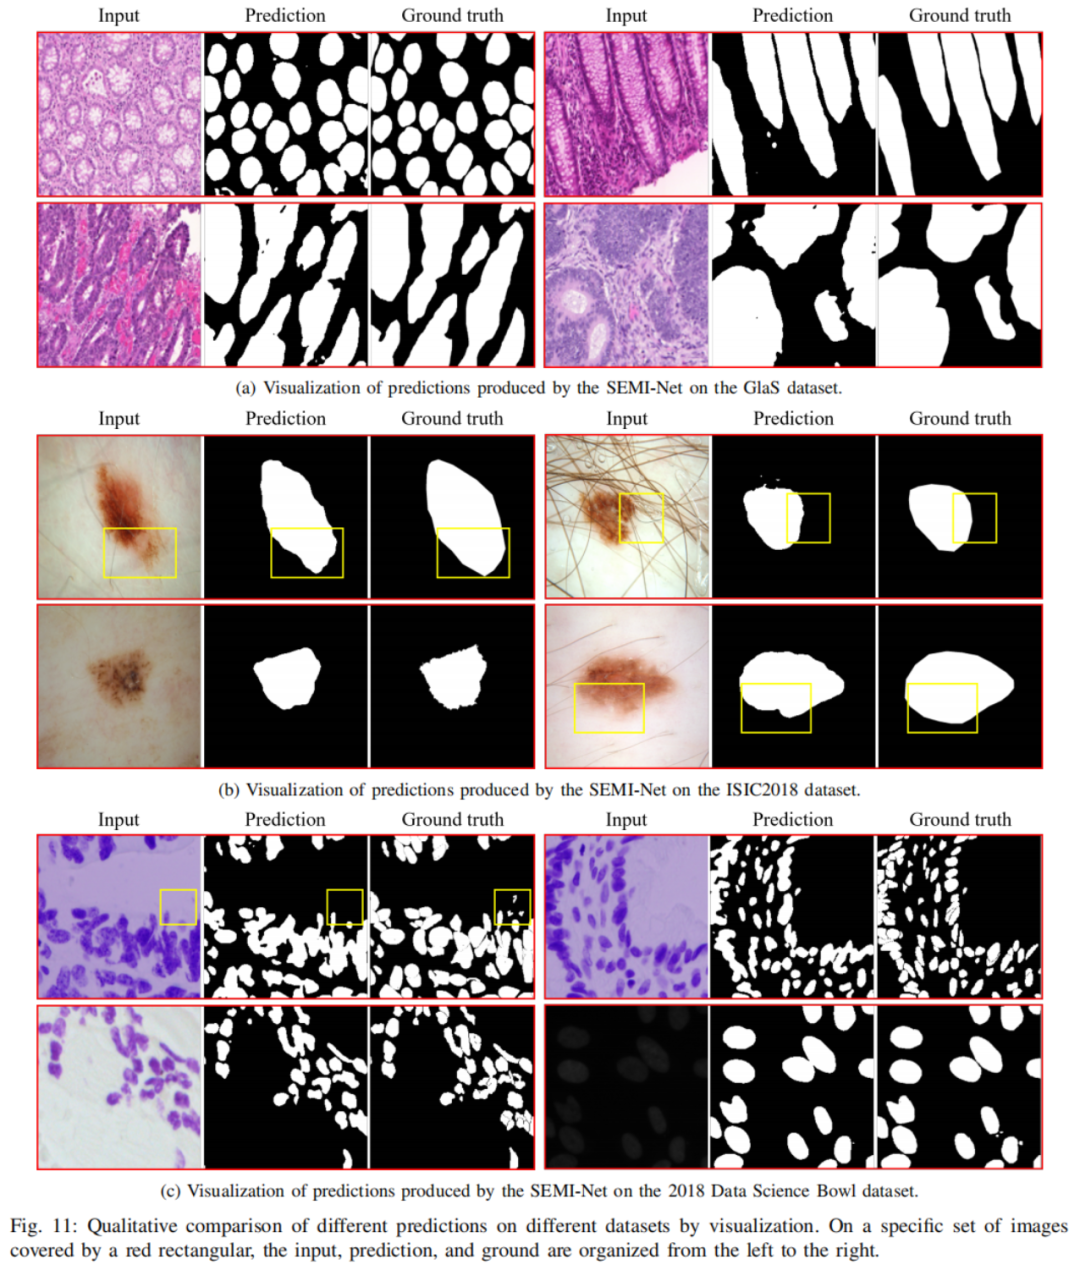 Input Prediction Ground truth Input Prediction Ground truth
(a) Visualization of predictions produced by the SEMI-Net on the GlaS dataset.
Input Prediction Ground truth Input Prediction Ground truth
(b) Visualization of predictions produced by the SEMI-Net on the ISIC2018 dataset.
Input Prediction Ground truth Input Prediction Ground truth
(c) Visualization of predictions produced by the SEMI-Net on the 2018 Data Science Bowl dataset.
Fig. 11: Qualitative comparison of different predictions on different datasets by visualization. On a specific set of images
covered by a red rectangular, the input, prediction, and ground are organized from the left to the right.